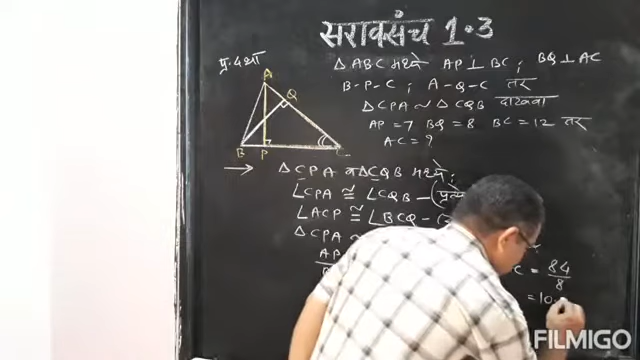 सरावसंच 1.3
प्र. 4 था
△ABC मध्ये AP ⊥ BC ; BQ ⊥ AC
B-P-C ; A-Q-C तर
△CPA ~ △CQB दाखवा
AP = 7 BQ = 8 BC = 12 तर
AC = ?
A
Q
B P C
→ △CPA व △CQB मध्ये :
∠CPA ≅ ∠CQB -
∠ACP ≅ ∠BCQ -
△CPA
AP
C = 84/8
= 10.
FILMIGO